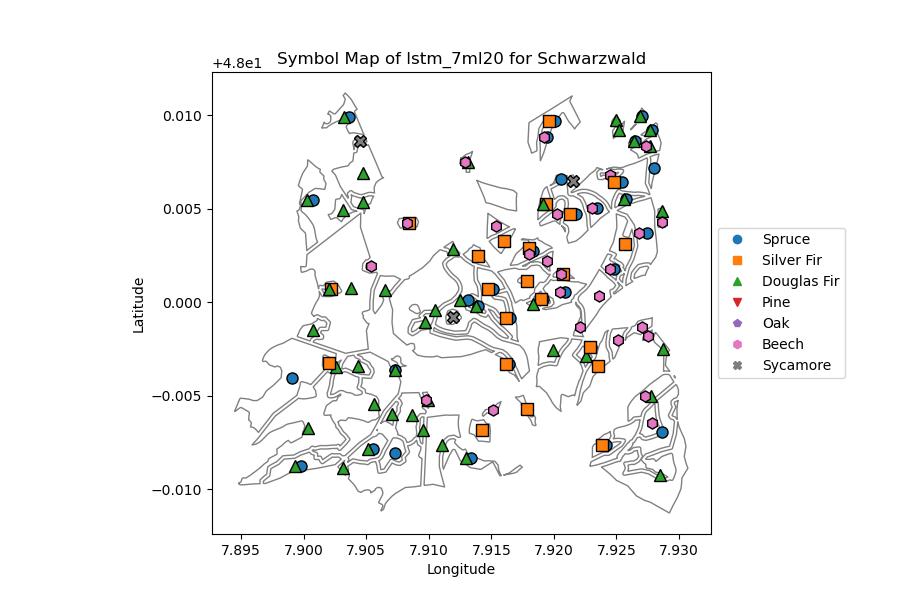 Symbol Map of lstm_7ml20 for Schwarzwald
+4.8e1
0.010
0.005
0.000
−0.005
−0.010
Latitude
7.895 7.900 7.905 7.910 7.915 7.920 7.925 7.930
Longitude
Spruce
Silver Fir
Douglas Fir
Pine
Oak
Beech
Sycamore